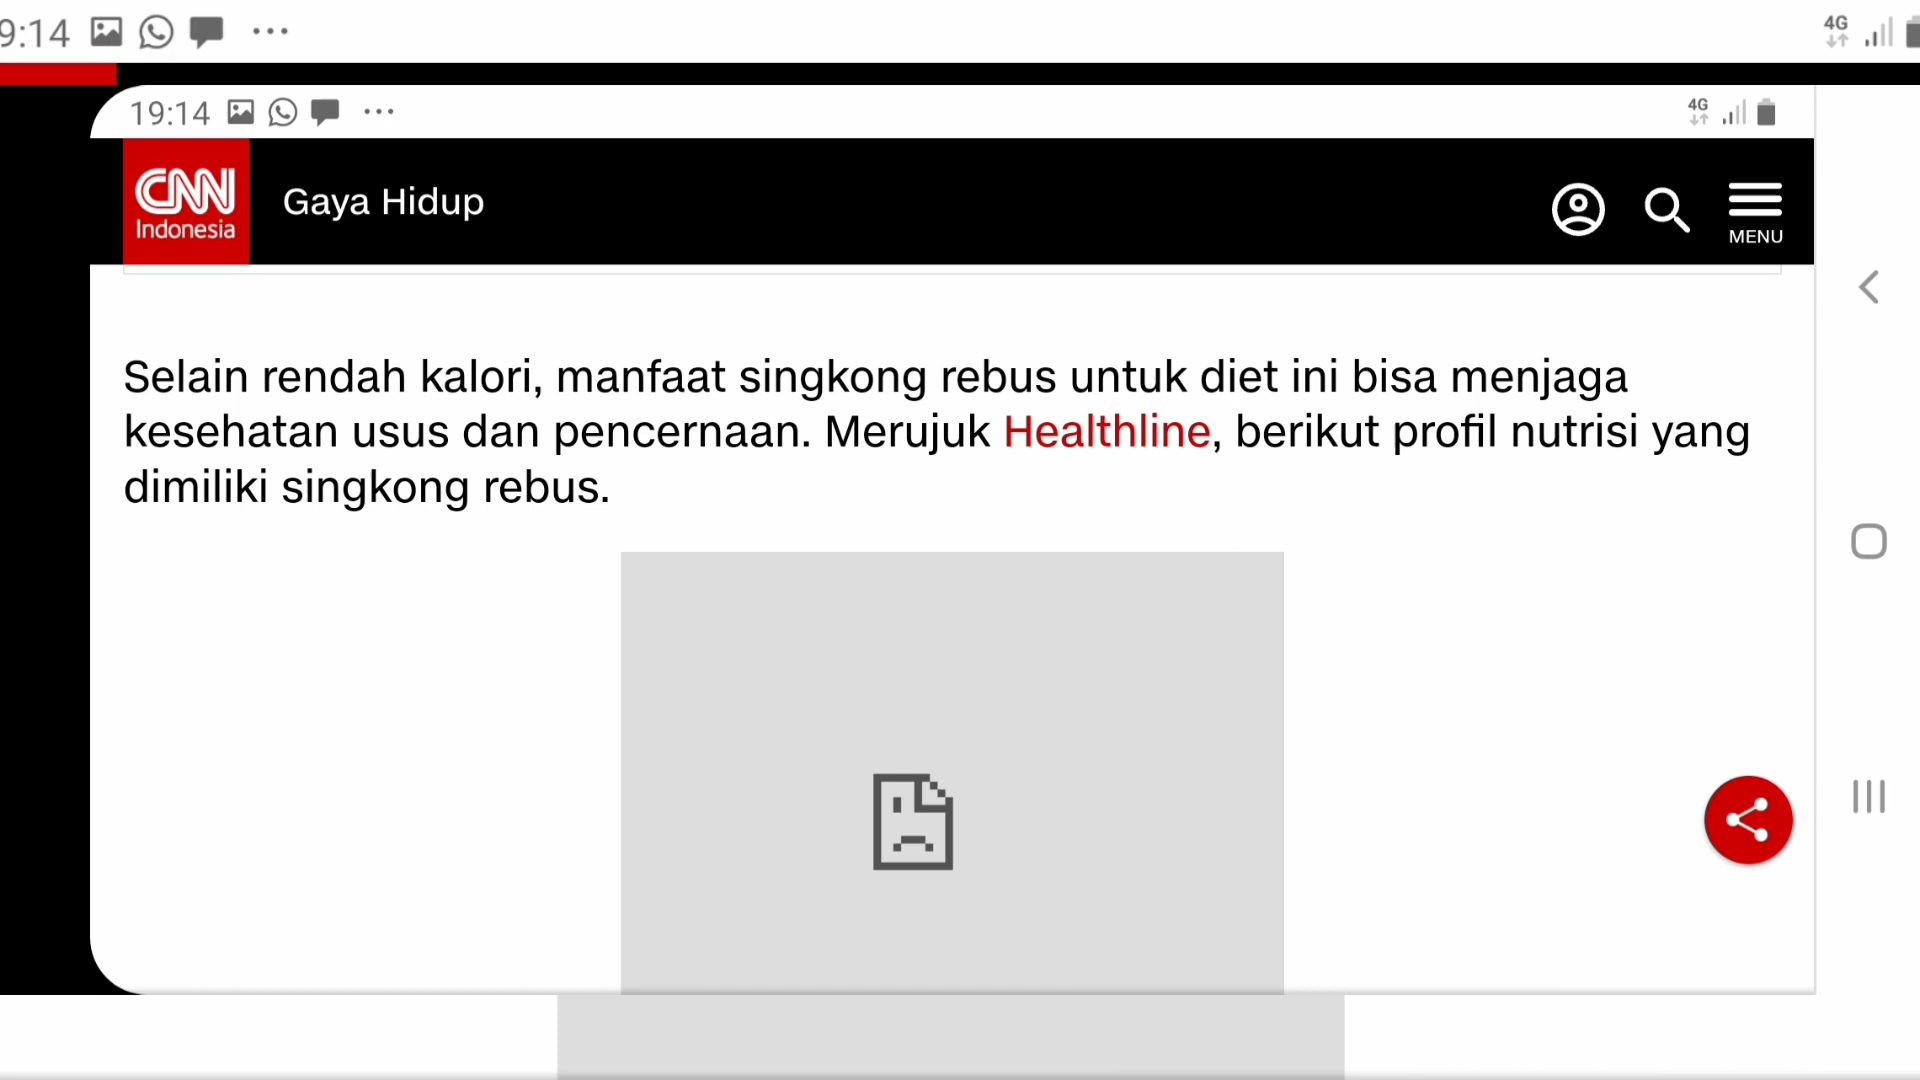 9:14
4G
19:14
4G
CNN
Indonesia
Gaya Hidup
MENU
Selain rendah kalori, manfaat singkong rebus untuk diet ini bisa menjaga
kesehatan usus dan pencernaan. Merujuk Healthline, berikut profil nutrisi yang
dimiliki singkong rebus.